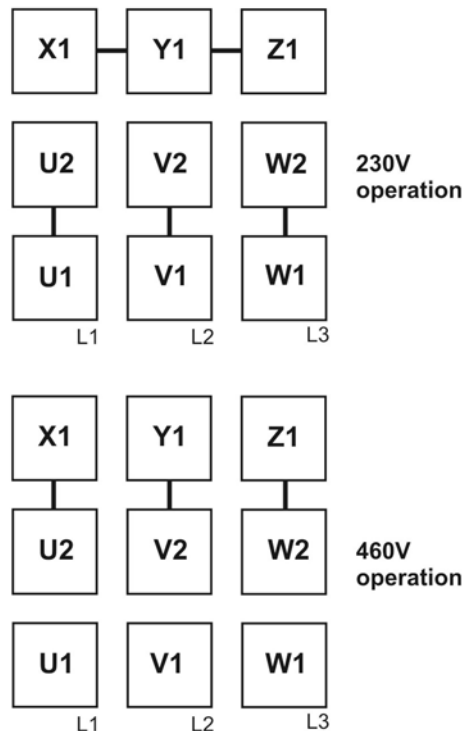 X1 Y1 Z1
U2 V2 W2
230V
operation
U1 V1 W1
L1 L2 L3
X1 Y1 Z1
U2 V2 W2
460V
operation
U1 V1 W1
L1 L2 L3